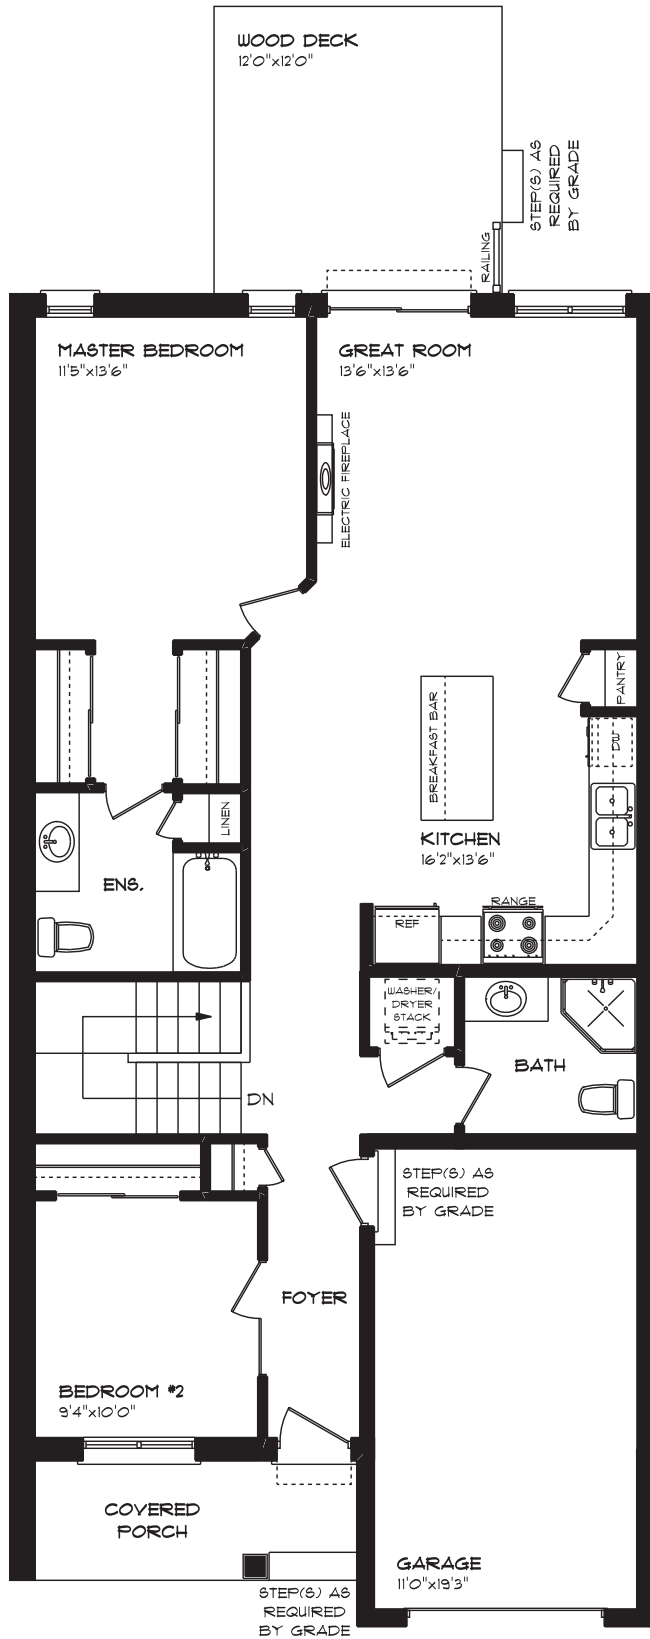 WOOD DECK
12'0"x12'0"
STEP(S) AS
REQUIRED
BY GRADE
RAILING
MASTER BEDROOM
11'5"x13'6"
GREAT ROOM
13'6"x13'6"
ELECTRIC FIREPLACE
PANTRY
BREAKFAST BAR
DW
LINEN
KITCHEN
16'2"x13'6"
ENS.
RANGE
REF
WASHER/
DRYER
STACK
BATH
DN
STEP(S) AS
REQUIRED
BY GRADE
FOYER
BEDROOM #2
9'4"x10'0"
COVERED
PORCH
GARAGE
11'0"x19'3"
STEP(S) AS
REQUIRED
BY GRADE